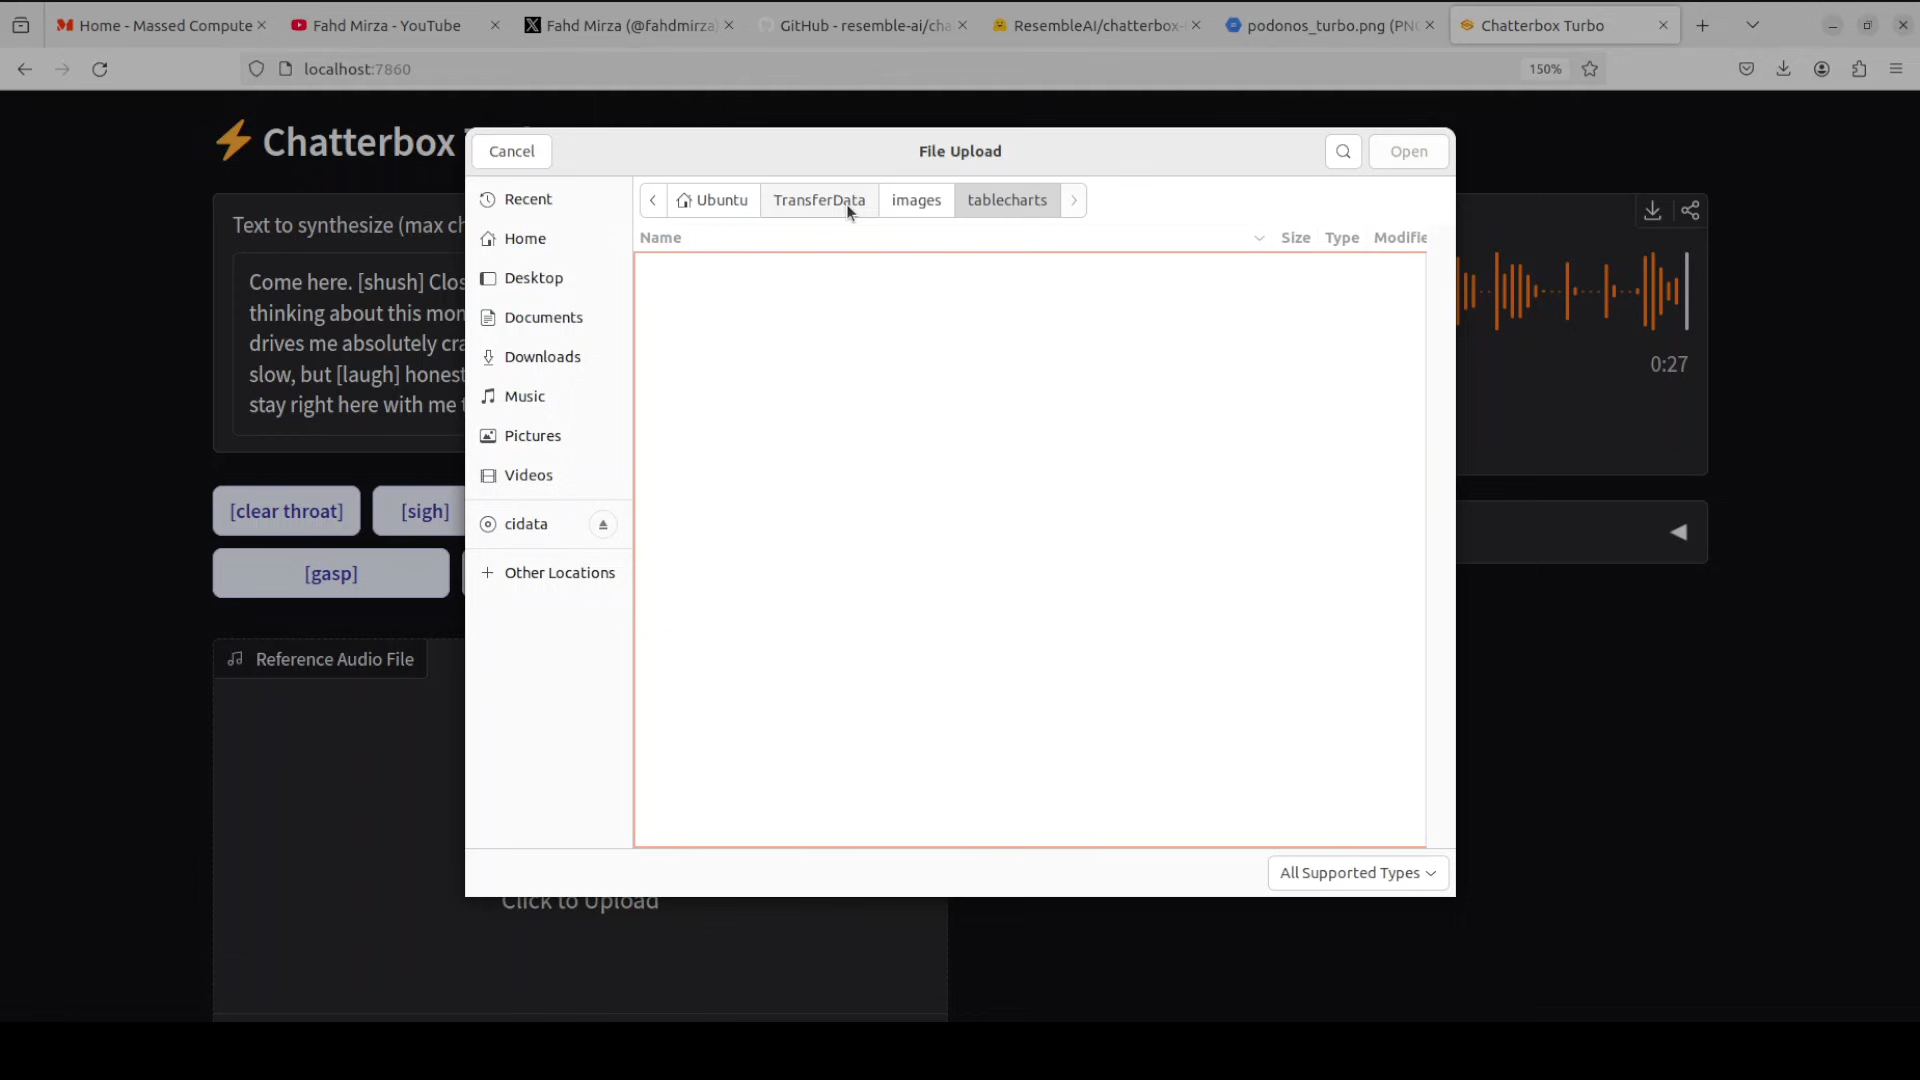 Home - Massed Compute
Fahd Mirza - YouTube
Fahd Mirza (@fahdmirza)
GitHub - resemble-ai/cha
ResembleAI/chatterbox-
podonos_turbo.png (PN
Chatterbox Turbo
localhost:7860
150%
Chatterbox
Cancel
File Upload
Open
Recent
Home
Desktop
Documents
Downloads
Music
Pictures
Videos
cidata
Other Locations
Ubuntu
TransferData
images
tablecharts
Name
Size
Type
Modifie
All Supported Types
Text to synthesize (max ch
Come here. [shush] Clos
thinking about this mon
drives me absolutely cra
slow, but [laugh] honest
stay right here with me t
[clear throat]
[sigh]
[gasp]
0:27
Reference Audio File
Click to Upload